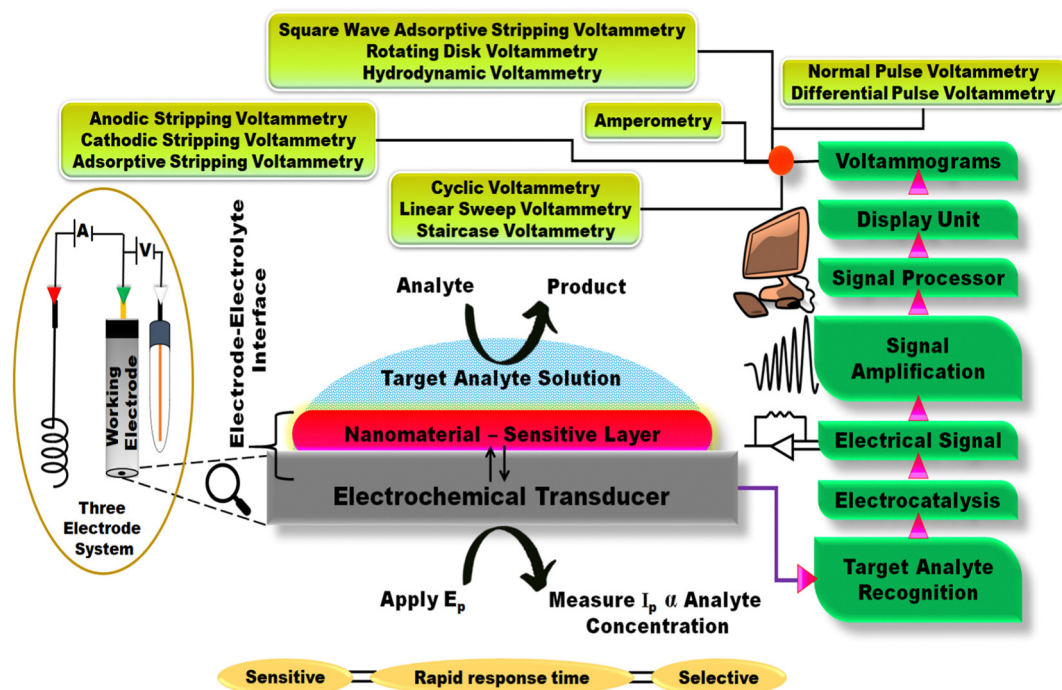 Square Wave Adsorptive Stripping Voltammetry
Rotating Disk Voltammetry
Hydrodynamic Voltammetry
Normal Pulse Voltammetry
Differential Pulse Voltammetry
Anodic Stripping Voltammetry
Cathodic Stripping Voltammetry
Adsorptive Stripping Voltammetry
Amperometry
Cyclic Voltammetry
Linear Sweep Voltammetry
Staircase Voltammetry
Voltammograms
Display Unit
Signal Processor
Signal
Amplification
Electrical Signal
Electrocatalysis
Target Analyte
Recognition
A
V
Working
Electrode
Three
Electrode
System
Electrode-Electrolyte
Interface
Analyte
Product
Target Analyte Solution
Nanomaterial – Sensitive Layer
Electrochemical Transducer
Apply Ep
Measure Ip α Analyte
Concentration
Sensitive
Rapid response time
Selective